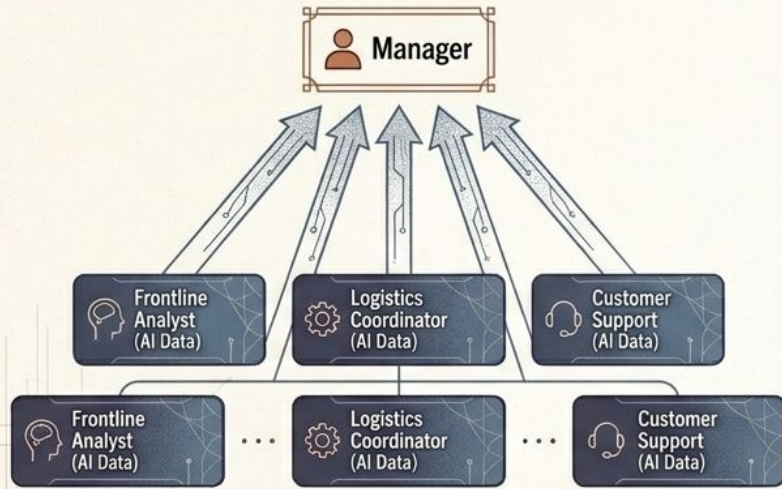 Manager
Frontline
Analyst
(AI Data)
Logistics
Coordinator
(AI Data)
Customer
Support
(AI Data)
Frontline
Analyst
(AI Data)
...
Logistics
Coordinator
(AI Data)
...
Customer
Support
(AI Data)